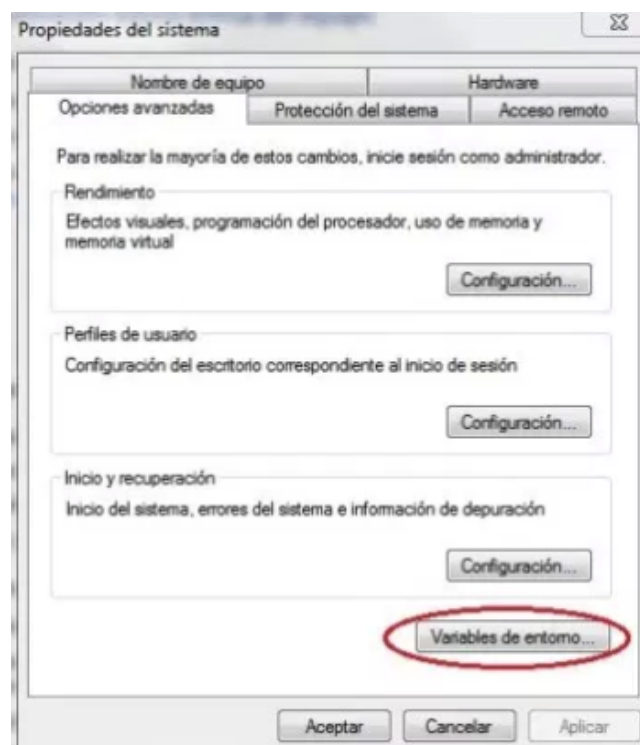 Propiedades del sistema
Nombre de equipo
Hardware
Opciones avanzadas
Protección del sistema
Acceso remoto
Para realizar la mayoría de estos cambios, inicie sesión como administrador.
Rendimiento
Efectos visuales, programación del procesador, uso de memoria y
memoria virtual
Configuración...
Perfiles de usuario
Configuración del escritorio correspondiente al inicio de sesión
Configuración...
Inicio y recuperación
Inicio del sistema, errores del sistema e información de depuración
Configuración...
Variables de entorno...
Aceptar
Cancelar
Aplicar